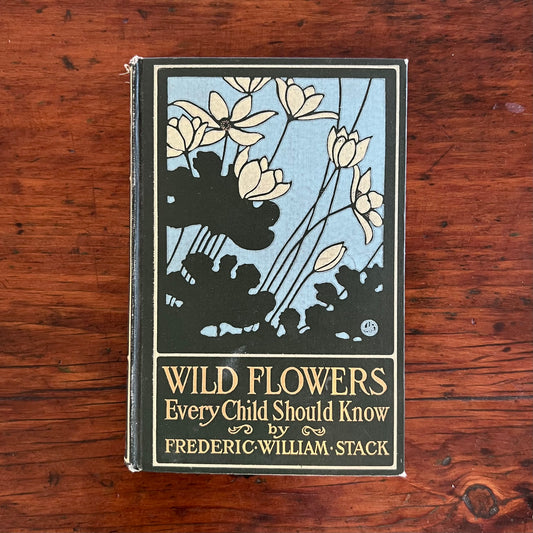 WILD FLOWERS
Every Child Should Know
by
FREDERIC·WILLIAM·STACK